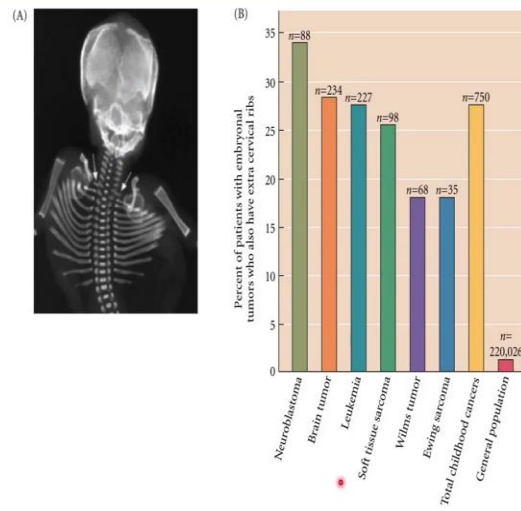 (A)
(B)
Percent of patients with embryonal
tumors who also have extra cervical ribs
35
30
25
20
15
10
5
0
n=88
n=234
n=227
n=98
n=68
n=35
n=750
n=
220,026
Neuroblastoma
Brain tumor
Leukemia
Soft tissue sarcoma
Wilms tumor
Ewing sarcoma
Total childhood cancers
General population